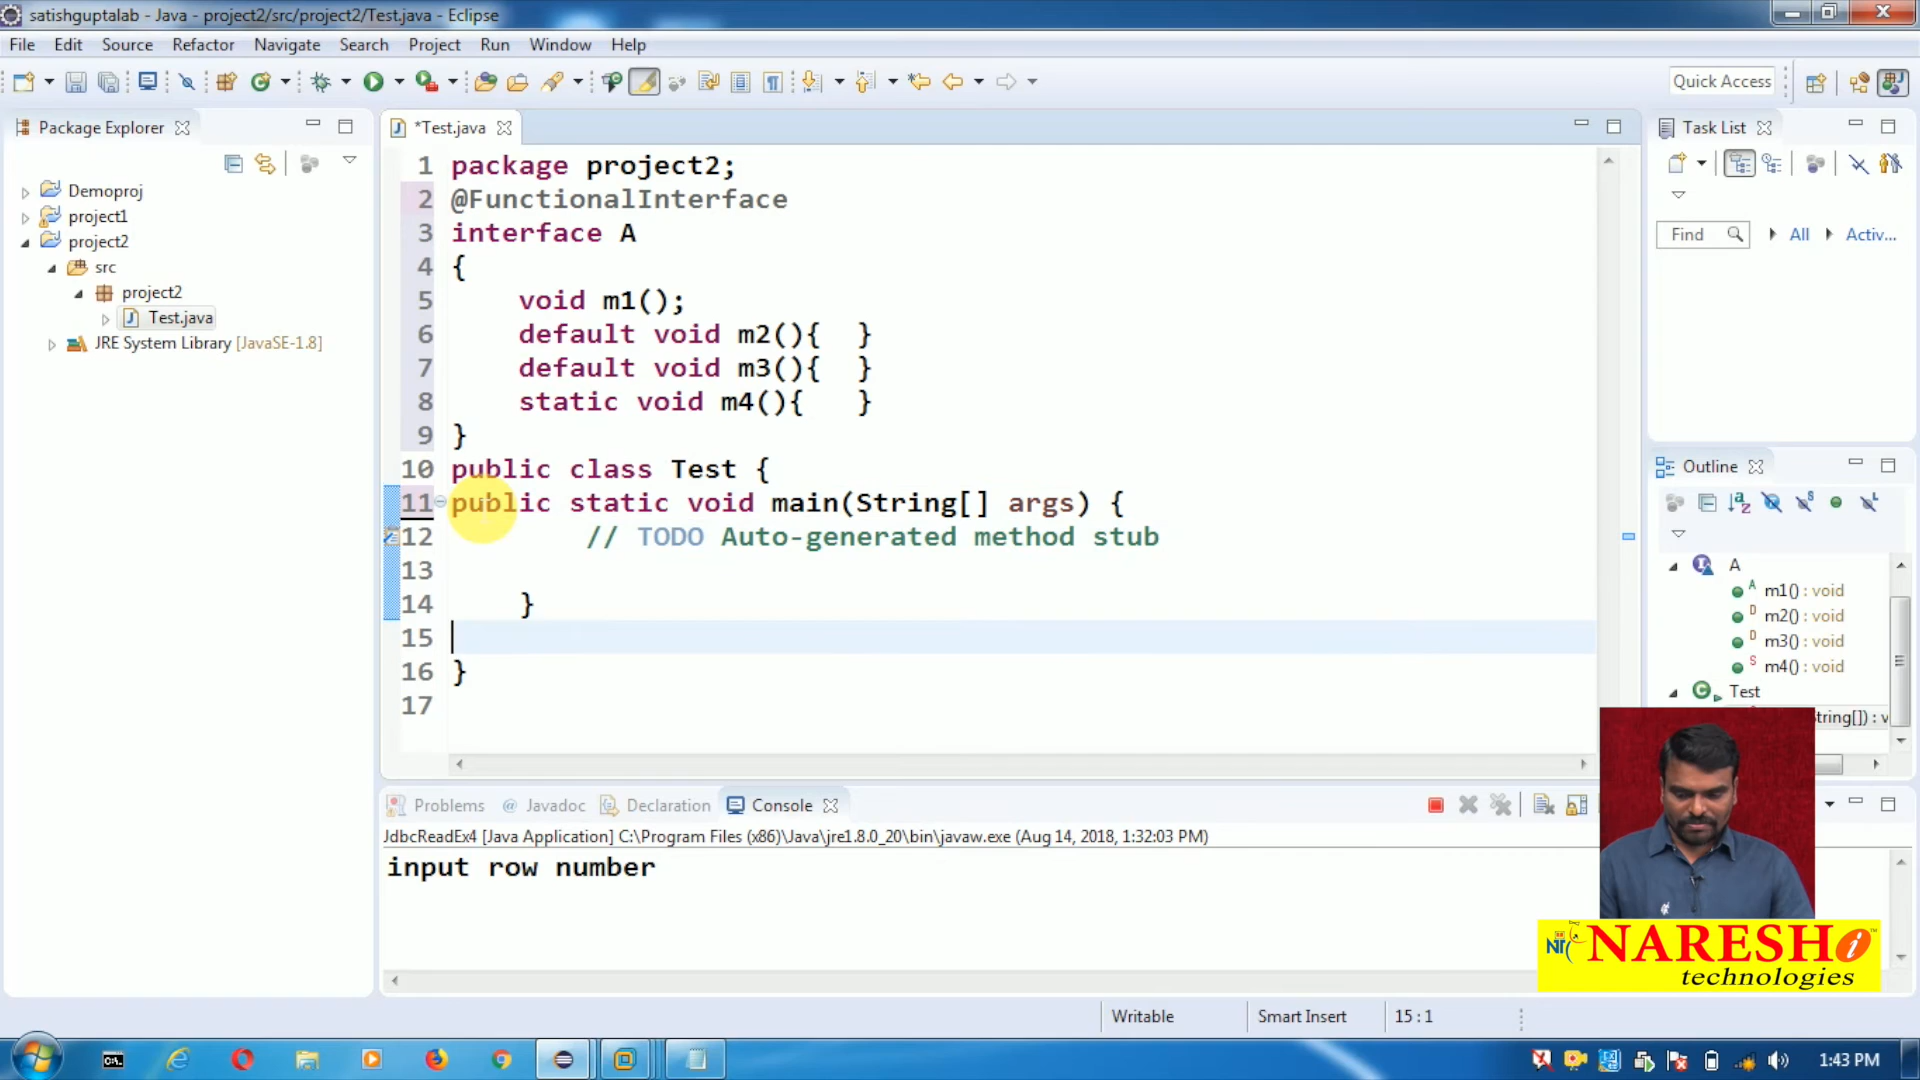 satishguptalab - Java - project2/src/project2/Test.java - Eclipse
File Edit Source Refactor Navigate Search Project Run Window Help
Quick Access
Package Explorer
Demoproj
project1
project2
src
project2
Test.java
JRE System Library [JavaSE-1.8]
*Test.java
1 package project2;
2 @FunctionalInterface
3 interface A
4 {
5 void m1();
6 default void m2(){ }
7 default void m3(){ }
8 static void m4(){ }
9 }
10 public class Test {
11 public static void main(String[] args) {
12 // TODO Auto-generated method stub
13
14 }
15
16 }
17
Task List
Find All Activ...
Outline
A
m1() : void
m2() : void
m3() : void
m4() : void
Test
tring[]) : v
Problems @ Javadoc Declaration Console
JdbcReadEx4 [Java Application] C:\Program Files (x86)\Java\jre1.8.0_20\bin\javaw.exe (Aug 14, 2018, 1:32:03 PM)
input row number
NARESH i
technologies
Writable Smart Insert 15 : 1
1:43 PM